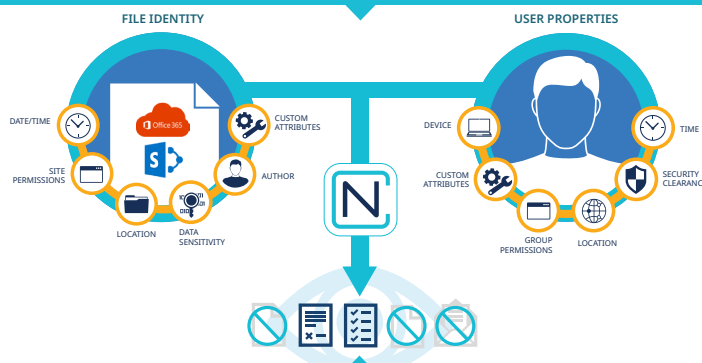 FILE IDENTITY
USER PROPERTIES
DATE/TIME
SITE
PERMISSIONS
LOCATION
DATA
SENSITIVITY
AUTHOR
CUSTOM
ATTRIBUTES
Office 365
S
N
DEVICE
CUSTOM
ATTRIBUTES
GROUP
PERMISSIONS
LOCATION
SECURITY
CLEARANC
TIME